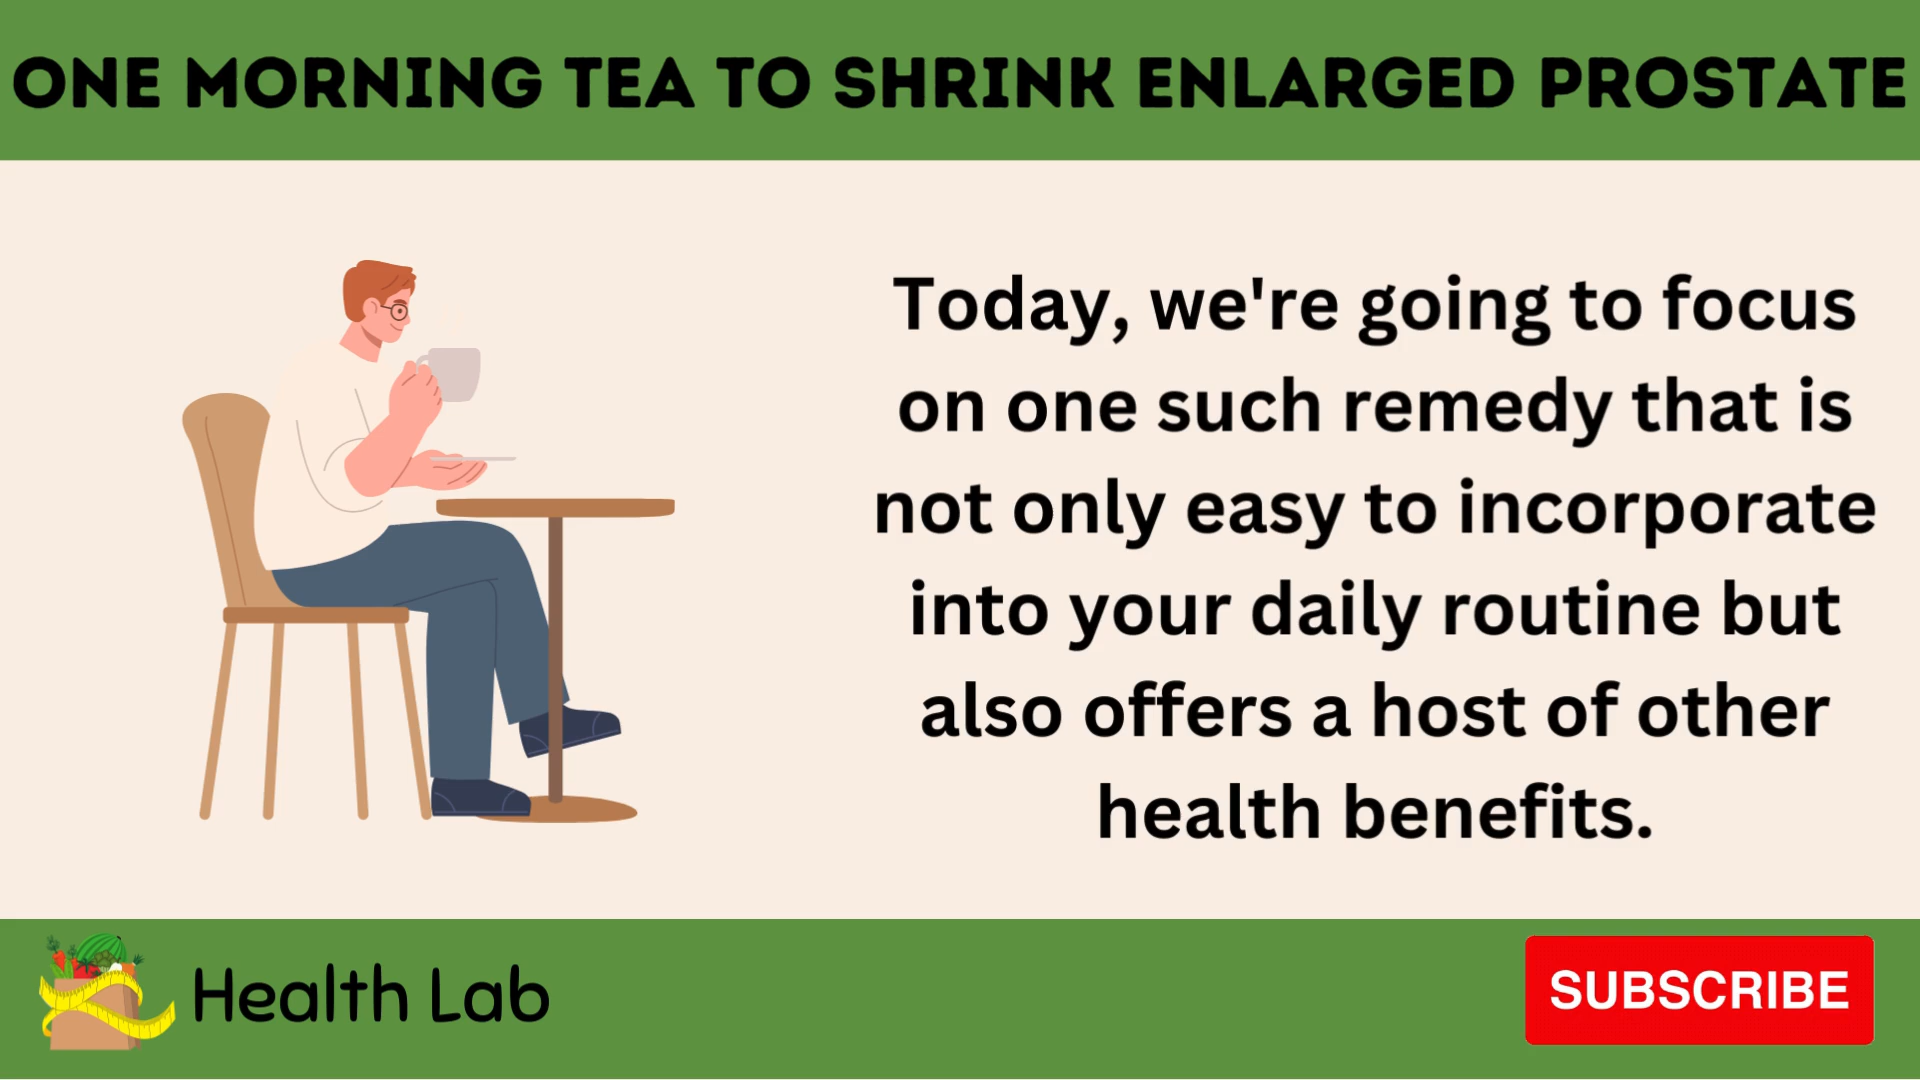 ONE MORNING TEA TO SHRINK ENLARGED PROSTATE
Today, we're going to focus
on one such remedy that is
not only easy to incorporate
into your daily routine but
also offers a host of other
health benefits.
Health Lab
SUBSCRIBE